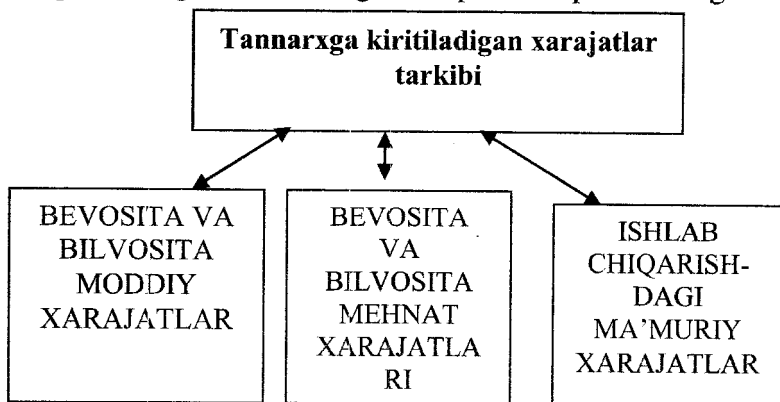 Tannarxga kiritiladigan xarajatlar
tarkibi
BEVOSITA VA
BILVOSITA
MODDIY
XARAJATLAR
BEVOSITA
VA
BILVOSITA
MEHNAT
XARAJATLA
RI
ISHLAB
CHIQARISH-
DAGI
MA’MURIY
XARAJATLAR